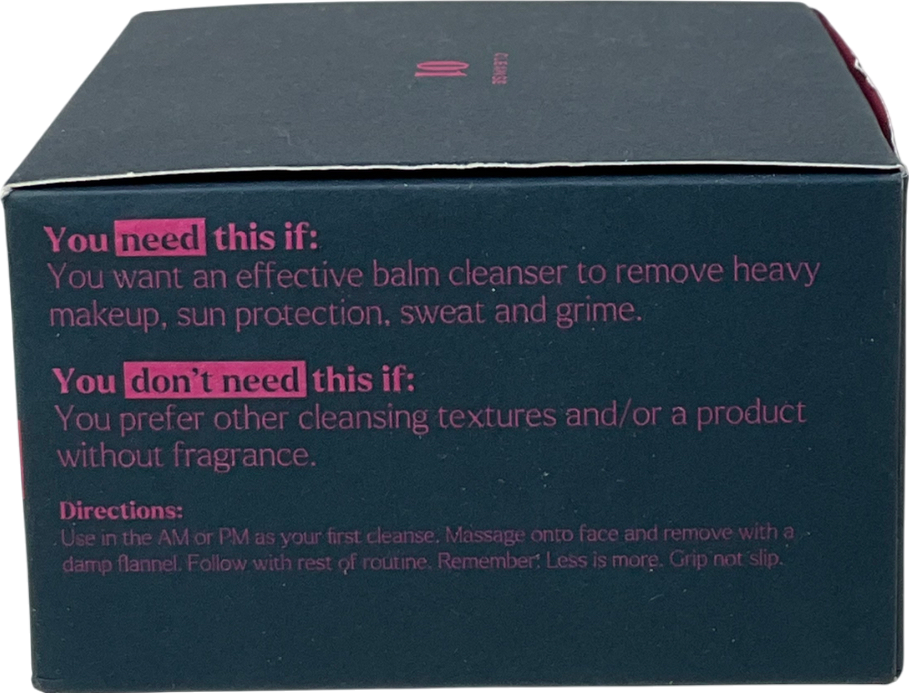 01
CLEANSE
You need this if:
You want an effective balm cleanser to remove heavy
makeup, sun protection, sweat and grime.
You don't need this if:
You prefer other cleansing textures and/or a product
without fragrance.
Directions:
Use in the AM or PM as your first cleanse. Massage onto face and remove with a
damp flannel. Follow with rest of routine. Remember: Less is more. Grip not slip.